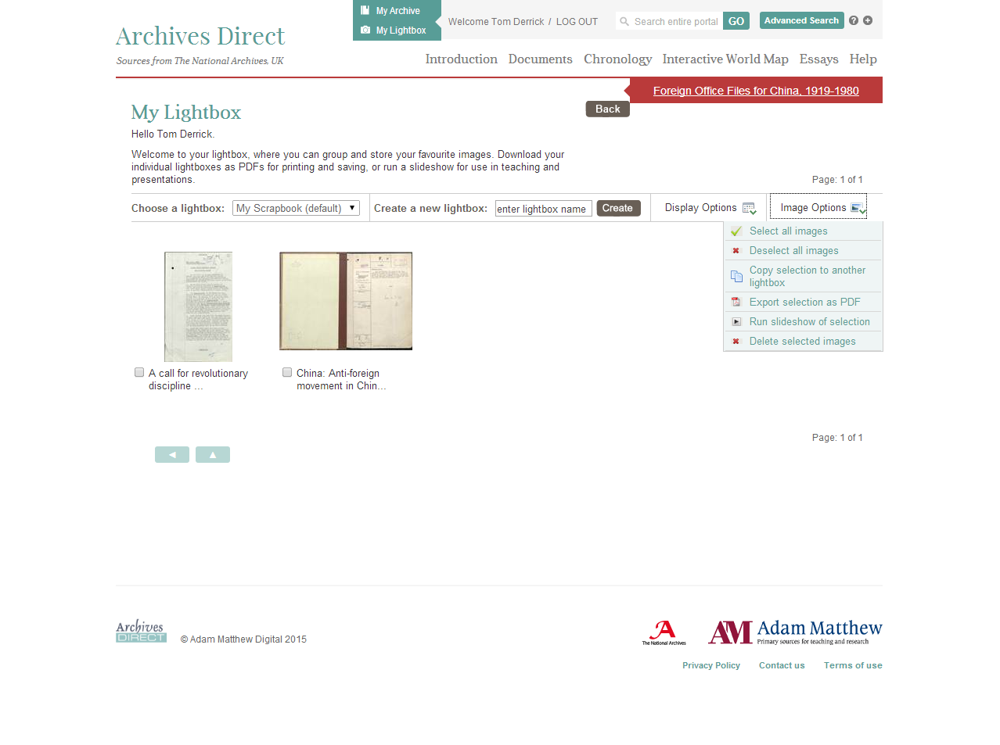 My Archive
My Lightbox
Welcome Tom Derrick / LOG OUT
Search entire portal
GO
Advanced Search
Archives Direct
Sources from The National Archives, UK
Introduction Documents Chronology Interactive World Map Essays Help
Foreign Office Files for China, 1919-1980
Back
My Lightbox
Hello Tom Derrick.
Welcome to your lightbox, where you can group and store your favourite images. Download your
individual lightboxes as PDFs for printing and saving, or run a slideshow for use in teaching and
presentations.
Page: 1 of 1
Choose a lightbox: My Scrapbook (default) Create a new lightbox: enter lightbox name Create Display Options Image Options
Select all images
Deselect all images
Copy selection to another
lightbox
Export selection as PDF
Run slideshow of selection
Delete selected images
A call for revolutionary
discipline ...
China: Anti-foreign
movement in Chin...
Page: 1 of 1
Archives
DIRECT
© Adam Matthew Digital 2015
A
The National Archives
AM Adam Matthew
Primary sources for teaching and research
Privacy Policy Contact us Terms of use